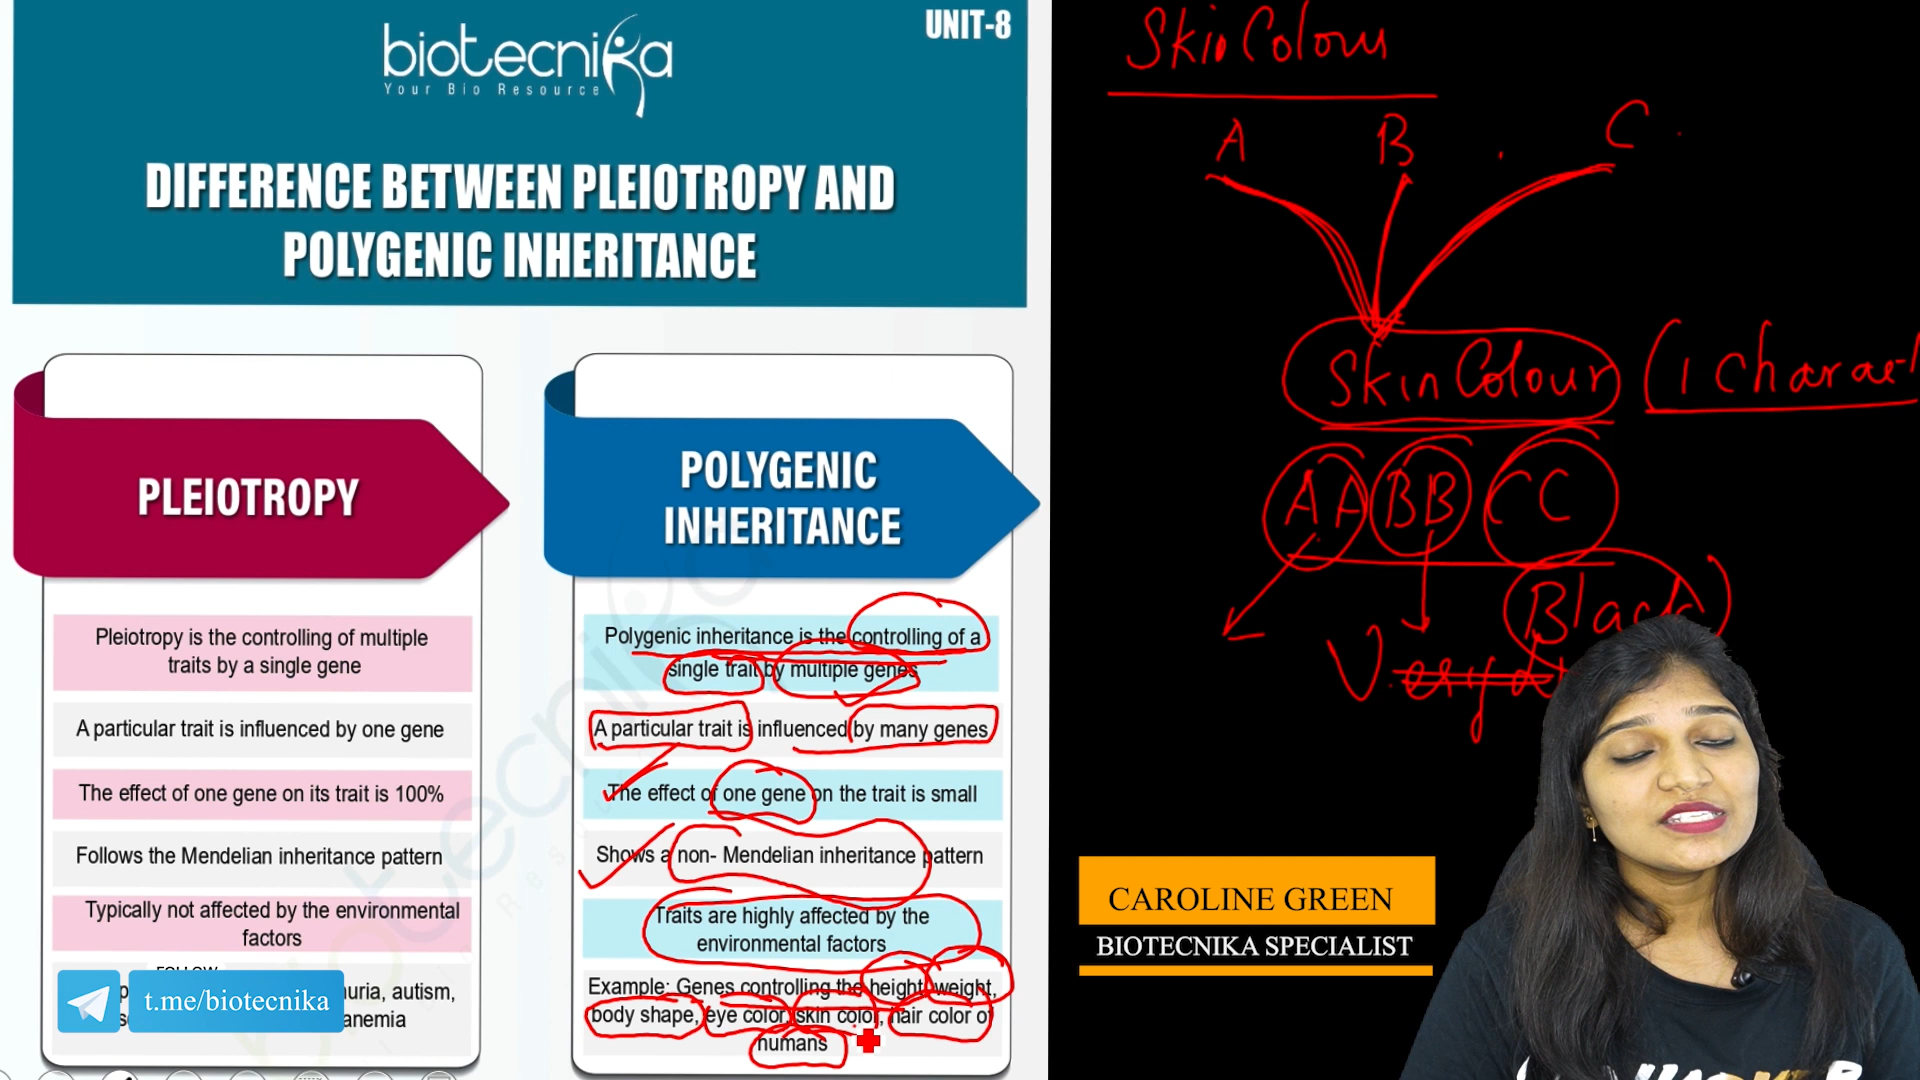 UNIT-8
biotecnika
Your Bio Resource
DIFFERENCE BETWEEN PLEIOTROPY AND
POLYGENIC INHERITANCE
PLEIOTROPY
Pleiotropy is the controlling of multiple
traits by a single gene
A particular trait is influenced by one gene
The effect of one gene on its trait is 100%
Follows the Mendelian inheritance pattern
Typically not affected by the environmental
factors
nuria, autism,
anemia
t.me/biotecnika
POLYGENIC
INHERITANCE
Polygenic inheritance is the controlling of a
single trait by multiple genes
A particular trait is influenced by many genes
The effect of one gene on the trait is small
Shows a non- Mendelian inheritance pattern
Traits are highly affected by the
environmental factors
Example: Genes controlling the height, weight,
body shape, eye color, skin color, hair color of
humans
Skin Colour
A B C
Skin Colour (1 Charact
AA BB CC
Black)
CAROLINE GREEN
BIOTECNIKA SPECIALIST